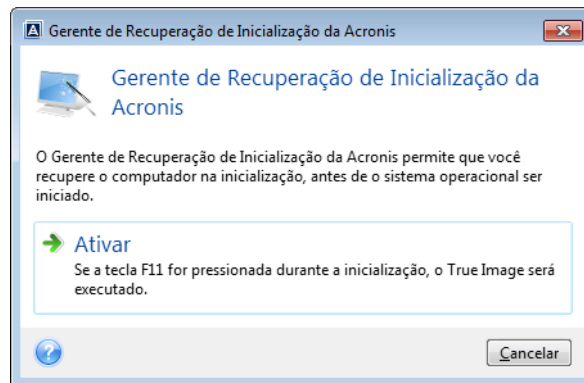 Gerente de Recuperação de Inicialização da Acronis
Gerente de Recuperação de Inicialização da
Acronis
O Gerente de Recuperação de Inicialização da Acronis permite que você
recupere o computador na inicialização, antes de o sistema operacional ser
iniciado.
Ativar
Se a tecla F11 for pressionada durante a inicialização, o True Image será
executado.
Cancelar